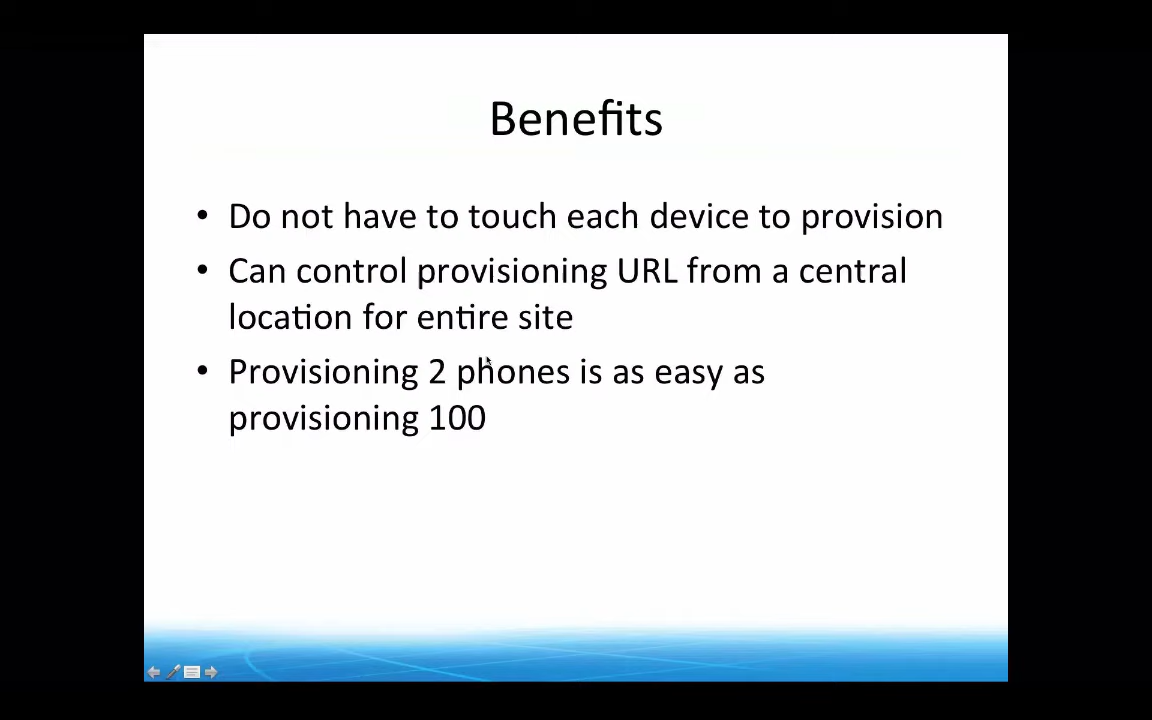 Benefits
• Do not have to touch each device to provision
• Can control provisioning URL from a central
location for entire site
• Provisioning 2 phones is as easy as
provisioning 100